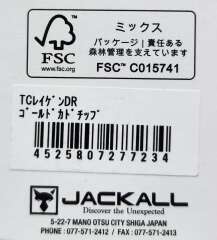 ミックス
パッケージ | 責任ある
森林管理を支えています
FSC
www.fsc.org
FSC™ C015741
TCレイゲンDR
ゴールドカドチップ
4525807277234
JACKALL
Discover the Unexpected
5-22-7 MANO OTSU CITY SHIGA JAPAN
PHONE : 077-571-2412 / FAX : 077-571-2413